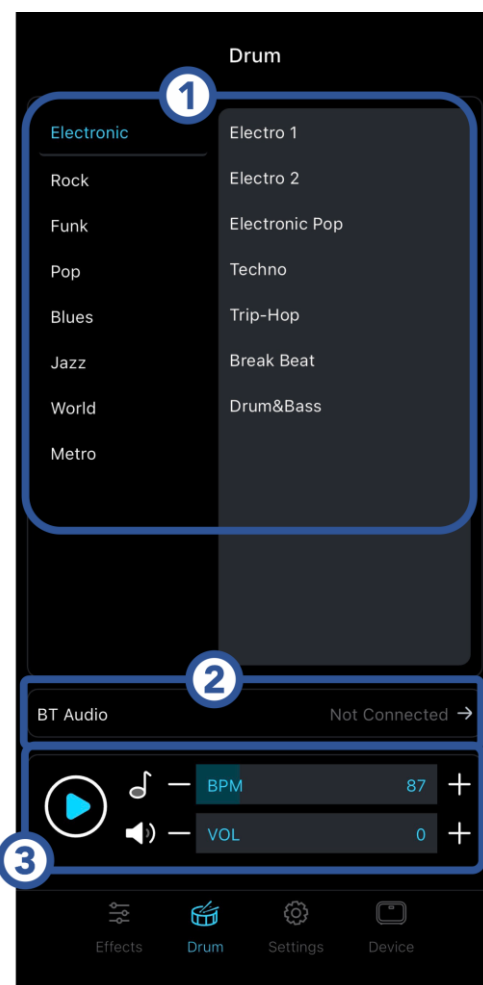 Drum
1
Electronic
Rock
Funk
Pop
Blues
Jazz
World
Metro
Electro 1
Electro 2
Electronic Pop
Techno
Trip-Hop
Break Beat
Drum&Bass
2
BT Audio Not Connected →
3
BPM 87
VOL 0
Effects Drum Settings Device